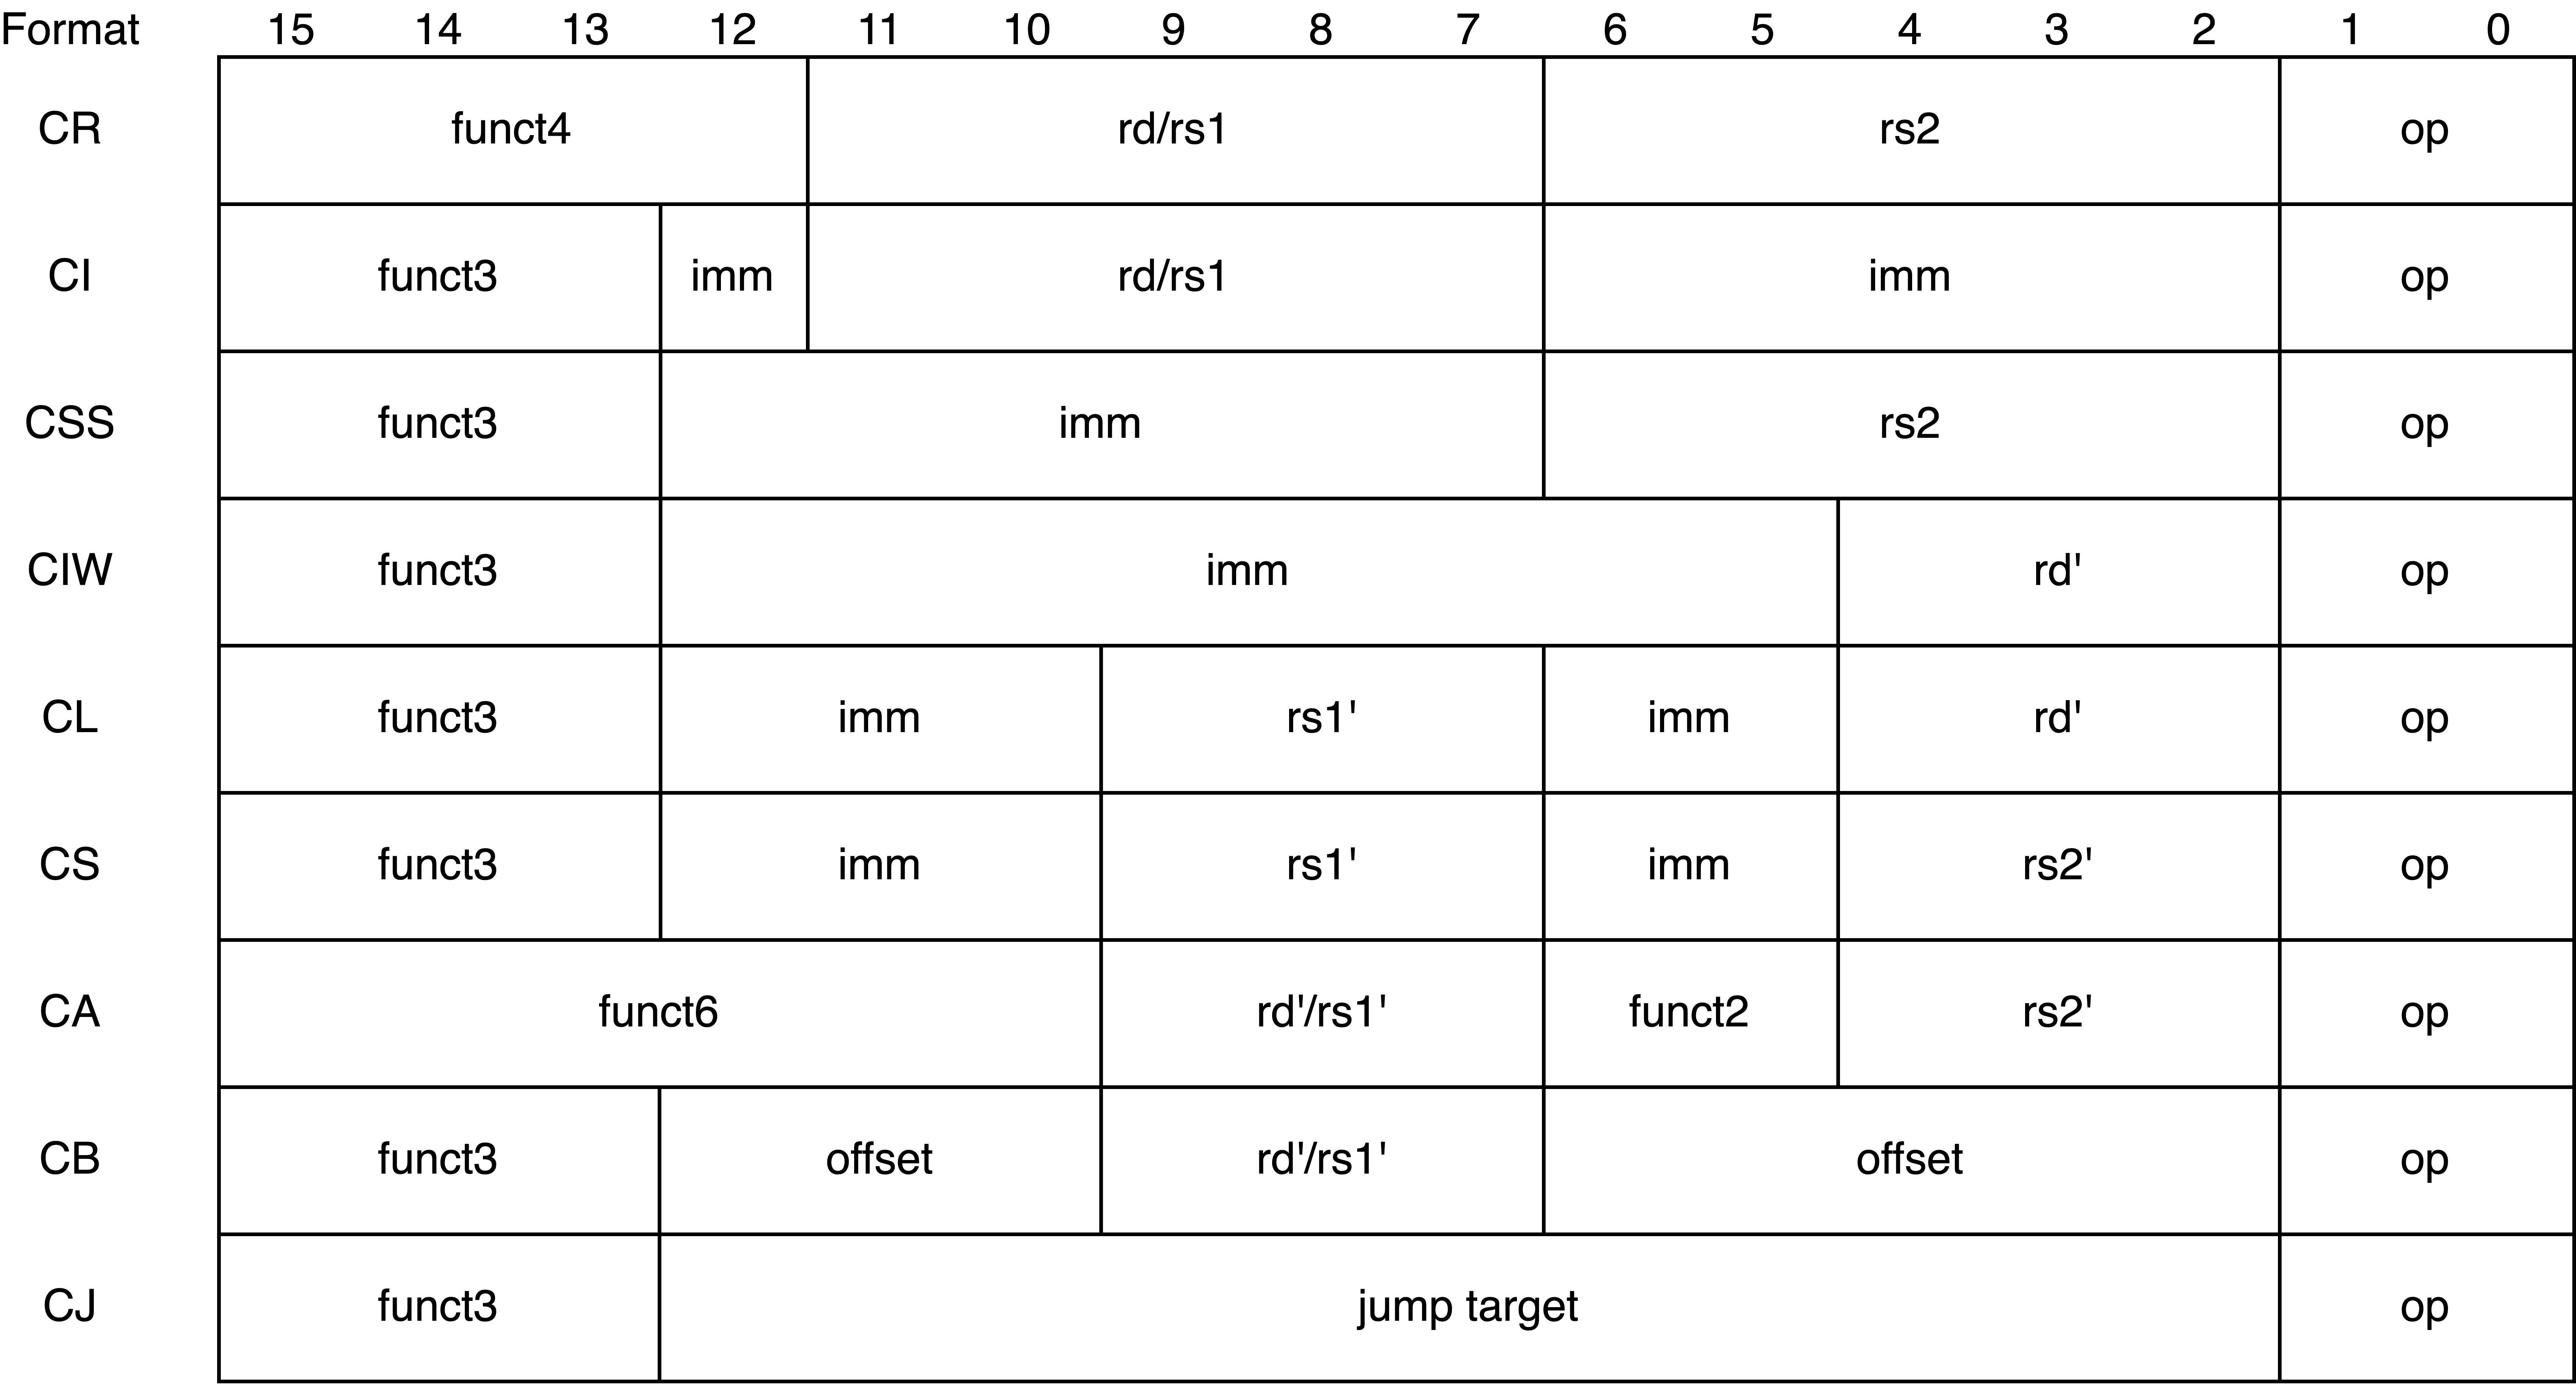 Format 15 14 13 12 11 10 9 8 7 6 5 4 3 2 1 0
CR funct4 rd/rs1 rs2 op
CI funct3 imm rd/rs1 imm op
CSS funct3 imm rs2 op
CIW funct3 imm rd' op
CL funct3 imm rs1' imm rd' op
CS funct3 imm rs1' imm rs2' op
CA funct6 rd'/rs1' funct2 rs2' op
CB funct3 offset rd'/rs1' offset op
CJ funct3 jump target op